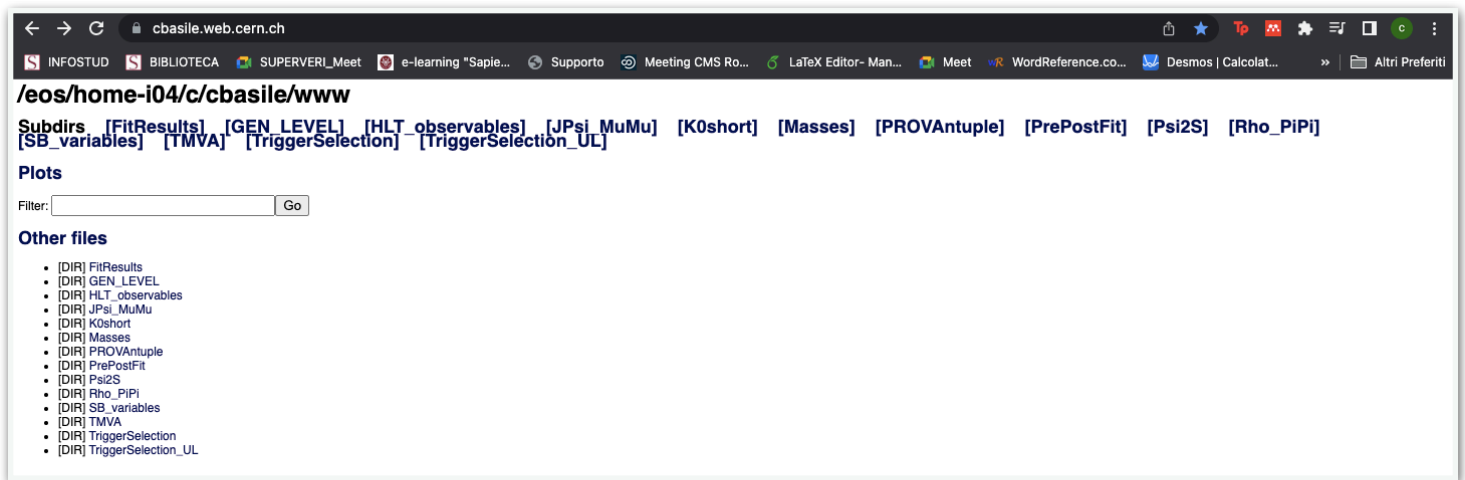 cbasile.web.cern.ch
INFOSTUD BIBLIOTECA SUPERVERI_Meet e-learning "Sapie... Supporto Meeting CMS Ro... LaTeX Editor- Man... Meet WordReference.co... Desmos | Calcolat... » Altri Preferiti
/eos/home-i04/c/cbasile/www
Subdirs [FitResults] [GEN_LEVEL] [HLT_observables] [JPsi_MuMu] [K0short] [Masses] [PROVAntuple] [PrePostFit] [Psi2S] [Rho_PiPi]
[SB_variables] [TMVA] [TriggerSelection] [TriggerSelection_UL]
Plots
Filter: Go
Other files
• [DIR] FitResults
• [DIR] GEN_LEVEL
• [DIR] HLT_observables
• [DIR] JPsi_MuMu
• [DIR] K0short
• [DIR] Masses
• [DIR] PROVAntuple
• [DIR] PrePostFit
• [DIR] Psi2S
• [DIR] Rho_PiPi
• [DIR] SB_variables
• [DIR] TMVA
• [DIR] TriggerSelection
• [DIR] TriggerSelection_UL